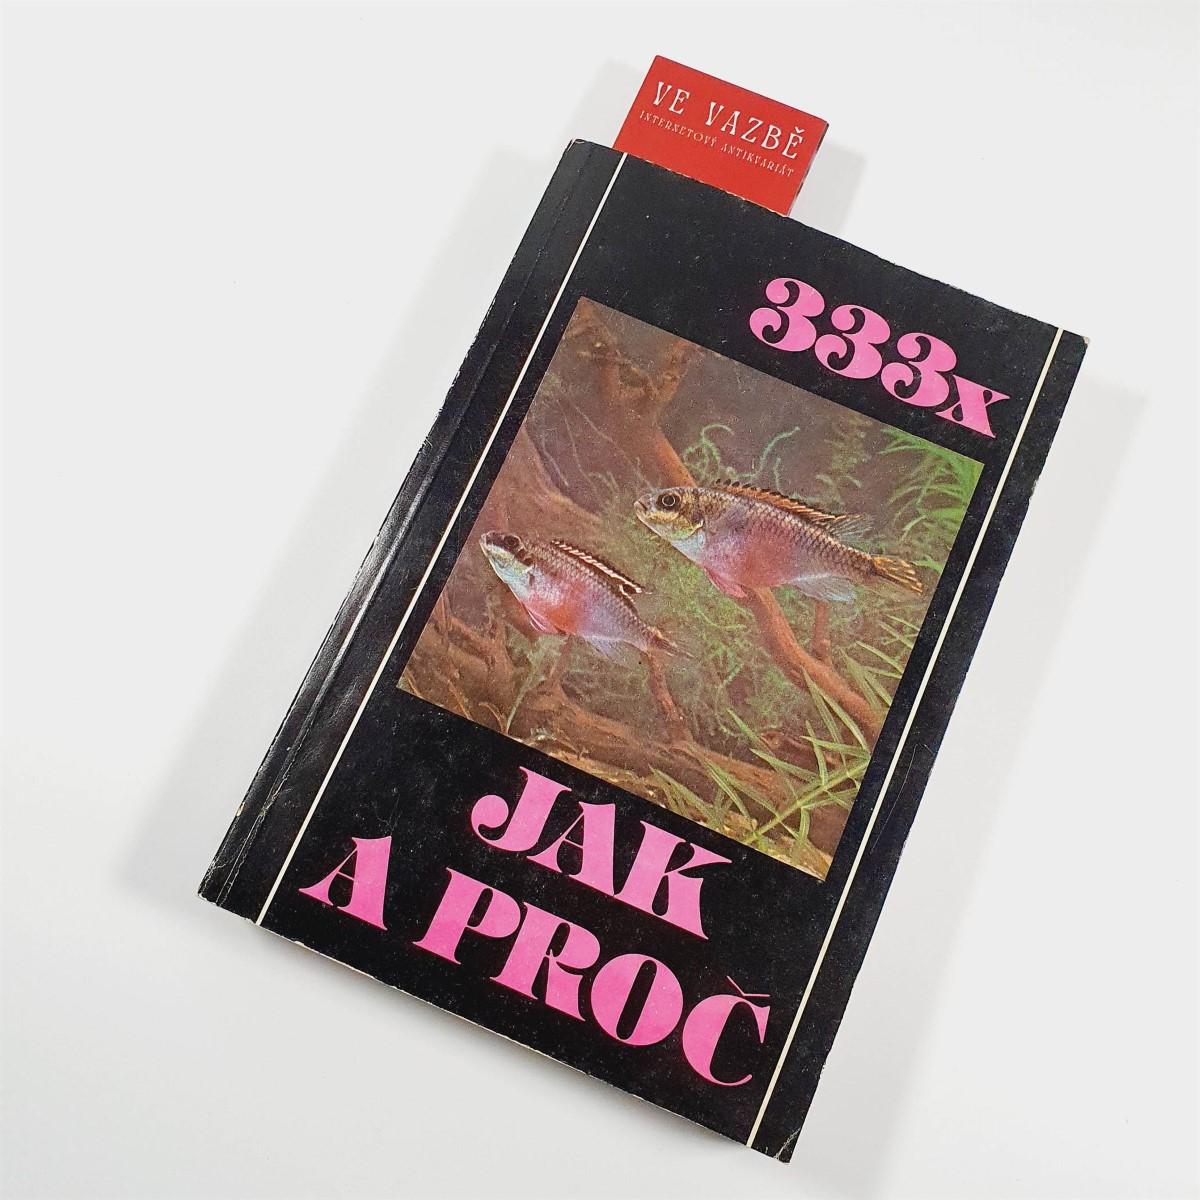 VE VAZBĚ
INTERNETOVÝ ANTIKVARIÁT
333x
JAK
A PROČ